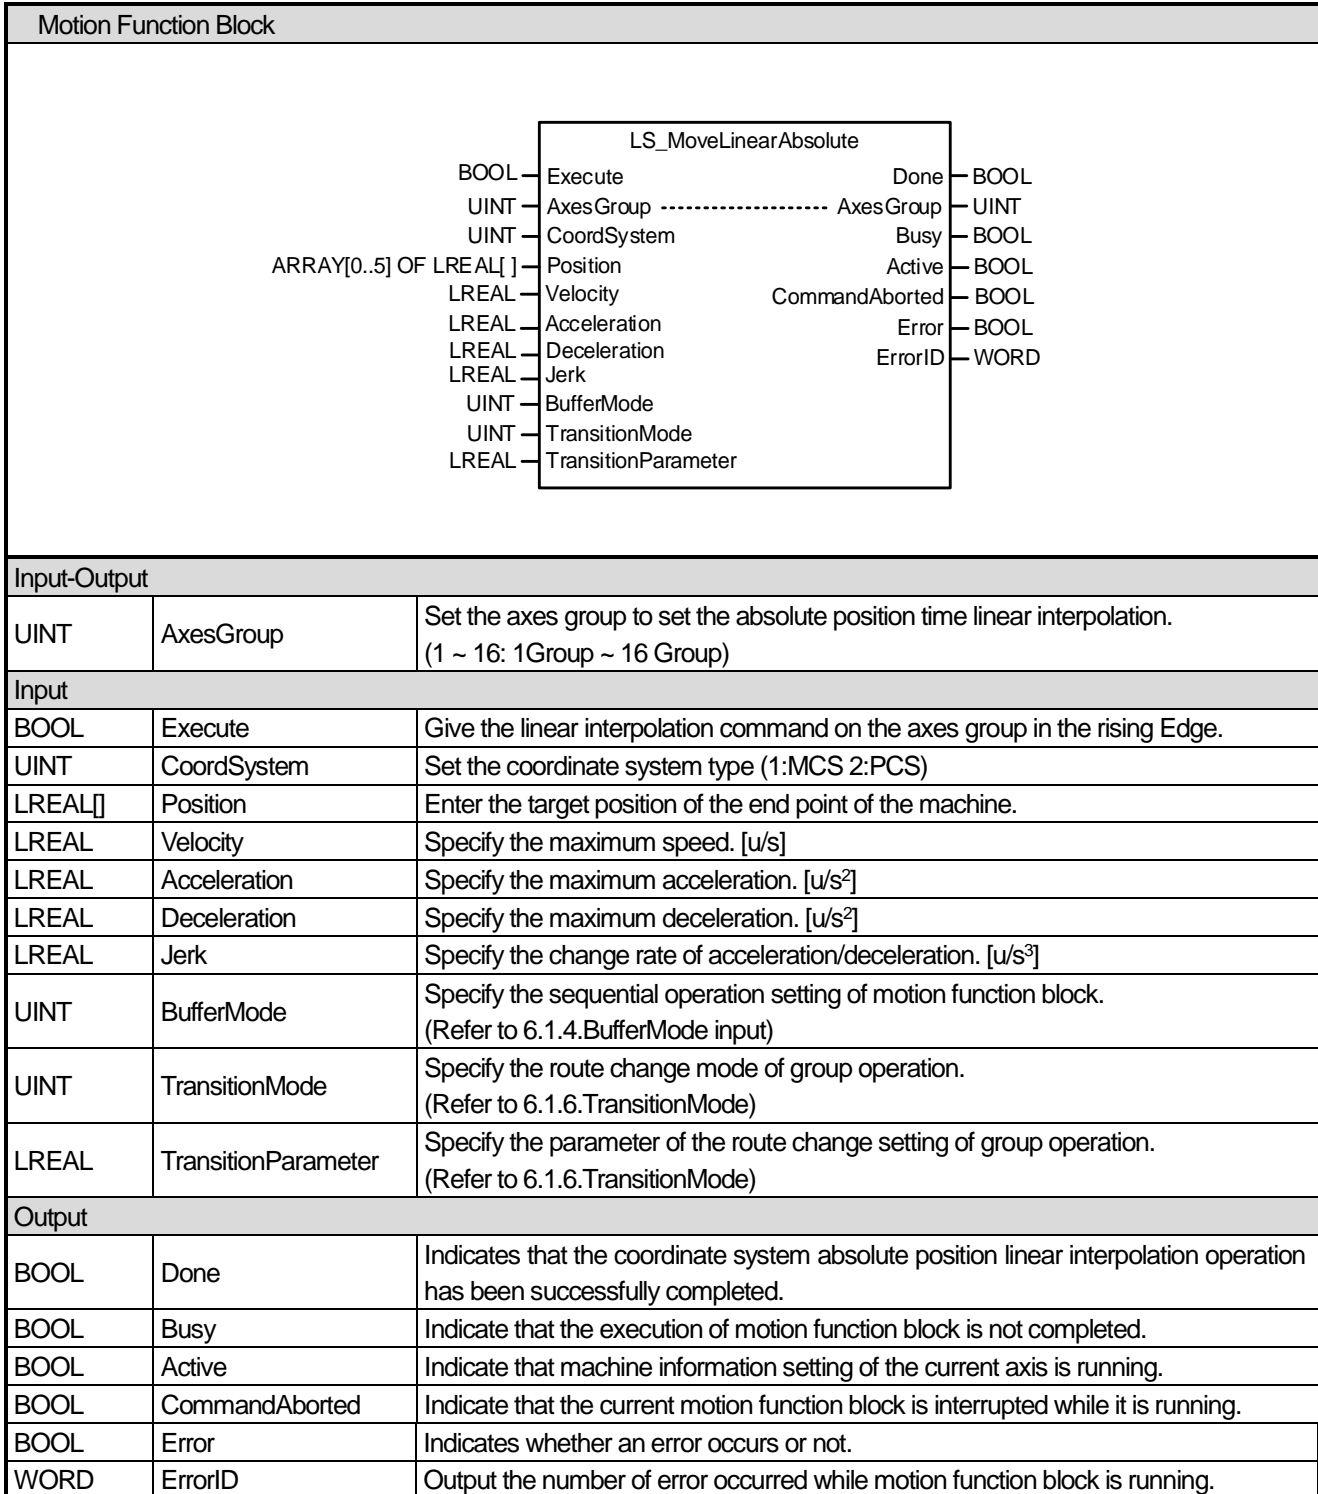 Motion Function Block
LS_MoveLinearAbsolute
BOOL Execute Done BOOL
UINT AxesGroup AxesGroup UINT
UINT CoordSystem Busy BOOL
ARRAY[0..5] OF LREAL[ ] Position Active BOOL
LREAL Velocity CommandAborted BOOL
LREAL Acceleration Error BOOL
LREAL Deceleration ErrorID WORD
LREAL Jerk
UINT BufferMode
UINT TransitionMode
LREAL TransitionParameter
Input-Output
UINT AxesGroup Set the axes group to set the absolute position time linear interpolation.
(1 ~ 16: 1Group ~ 16 Group)
Input
BOOL Execute Give the linear interpolation command on the axes group in the rising Edge.
UINT CoordSystem Set the coordinate system type (1:MCS 2:PCS)
LREAL[] Position Enter the target position of the end point of the machine.
LREAL Velocity Specify the maximum speed. [u/s]
LREAL Acceleration Specify the maximum acceleration. [u/s²]
LREAL Deceleration Specify the maximum deceleration. [u/s²]
LREAL Jerk Specify the change rate of acceleration/deceleration. [u/s³]
UINT BufferMode Specify the sequential operation setting of motion function block.
(Refer to 6.1.4.BufferMode input)
UINT TransitionMode Specify the route change mode of group operation.
(Refer to 6.1.6.TransitionMode)
LREAL TransitionParameter Specify the parameter of the route change setting of group operation.
(Refer to 6.1.6.TransitionMode)
Output
BOOL Done Indicates that the coordinate system absolute position linear interpolation operation
has been successfully completed.
BOOL Busy Indicate that the execution of motion function block is not completed.
BOOL Active Indicate that machine information setting of the current axis is running.
BOOL CommandAborted Indicate that the current motion function block is interrupted while it is running.
BOOL Error Indicates whether an error occurs or not.
WORD ErrorID Output the number of error occurred while motion function block is running.